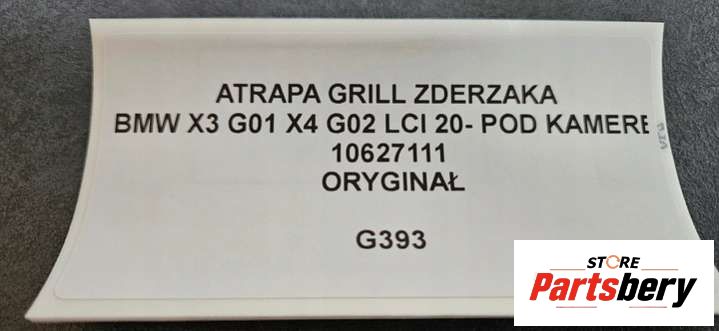 ATRAPA GRILL ZDERZAKA
BMW X3 G01 X4 G02 LCI 20- POD KAMERE
10627111
ORYGINAŁ
G393
STORE
Partsbery